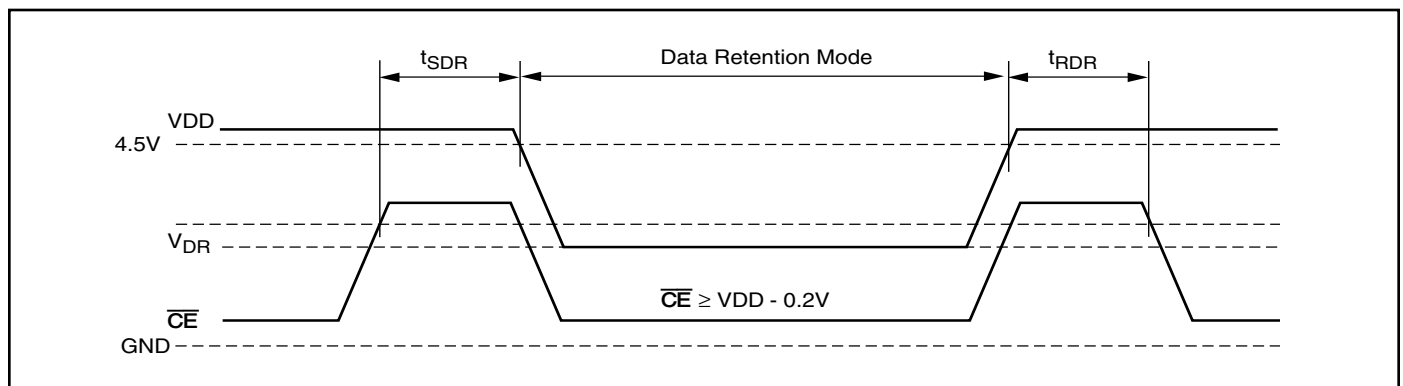 tSDR
Data Retention Mode
tRDR
VDD
4.5V
VDR
CE ≥ VDD - 0.2V
CE
GND